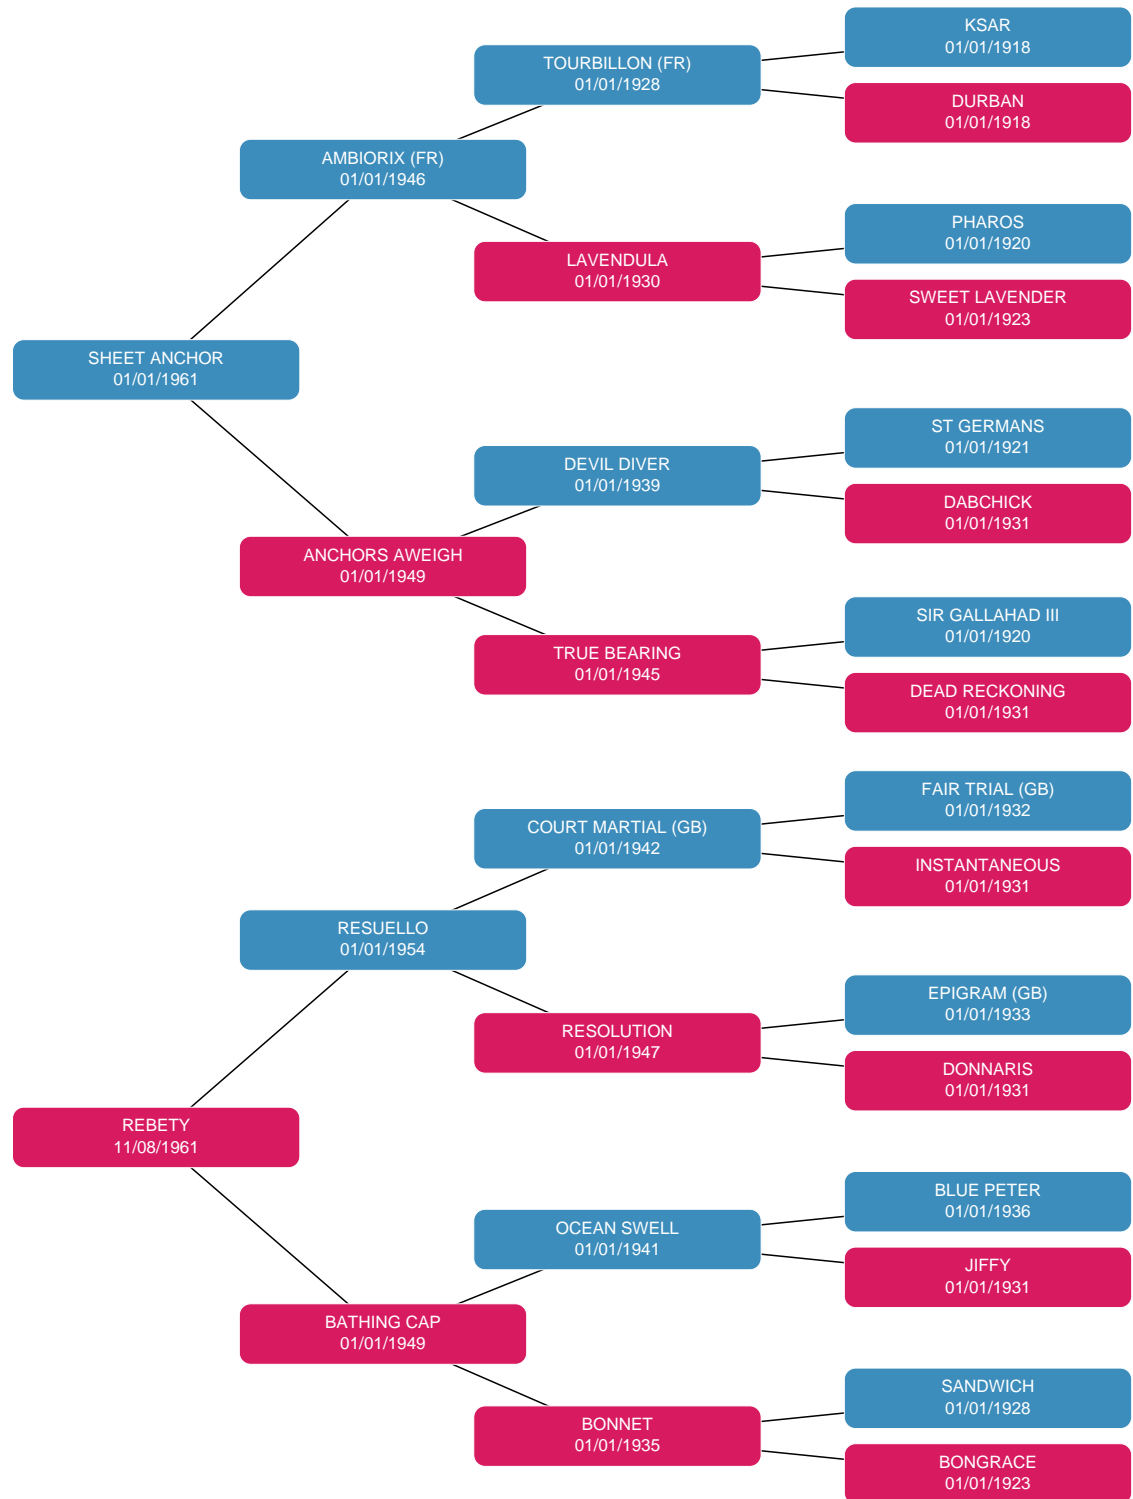 KSAR
01/01/1918
TOURBILLON (FR)
01/01/1928
DURBAN
01/01/1918
AMBIORIX (FR)
01/01/1946
PHAROS
01/01/1920
LAVENDULA
01/01/1930
SWEET LAVENDER
01/01/1923
SHEET ANCHOR
01/01/1961
ST GERMANS
01/01/1921
DEVIL DIVER
01/01/1939
DABCHICK
01/01/1931
ANCHORS AWEIGH
01/01/1949
SIR GALLAHAD III
01/01/1920
TRUE BEARING
01/01/1945
DEAD RECKONING
01/01/1931
FAIR TRIAL (GB)
01/01/1932
COURT MARTIAL (GB)
01/01/1942
INSTANTANEOUS
01/01/1931
RESUELLO
01/01/1954
EPIGRAM (GB)
01/01/1933
RESOLUTION
01/01/1947
DONNARIS
01/01/1931
REBETY
11/08/1961
BLUE PETER
01/01/1936
OCEAN SWELL
01/01/1941
JIFFY
01/01/1931
BATHING CAP
01/01/1949
SANDWICH
01/01/1928
BONNET
01/01/1935
BONGRACE
01/01/1923